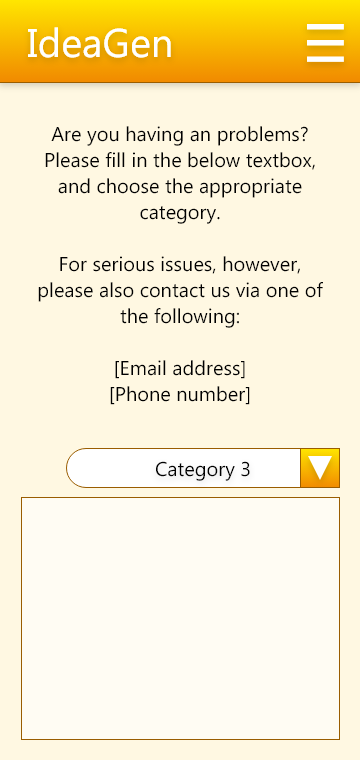 IdeaGen
Are you having an problems?
Please fill in the below textbox,
and choose the appropriate
category.
For serious issues, however,
please also contact us via one of
the following:
[Email address]
[Phone number]
Category 3